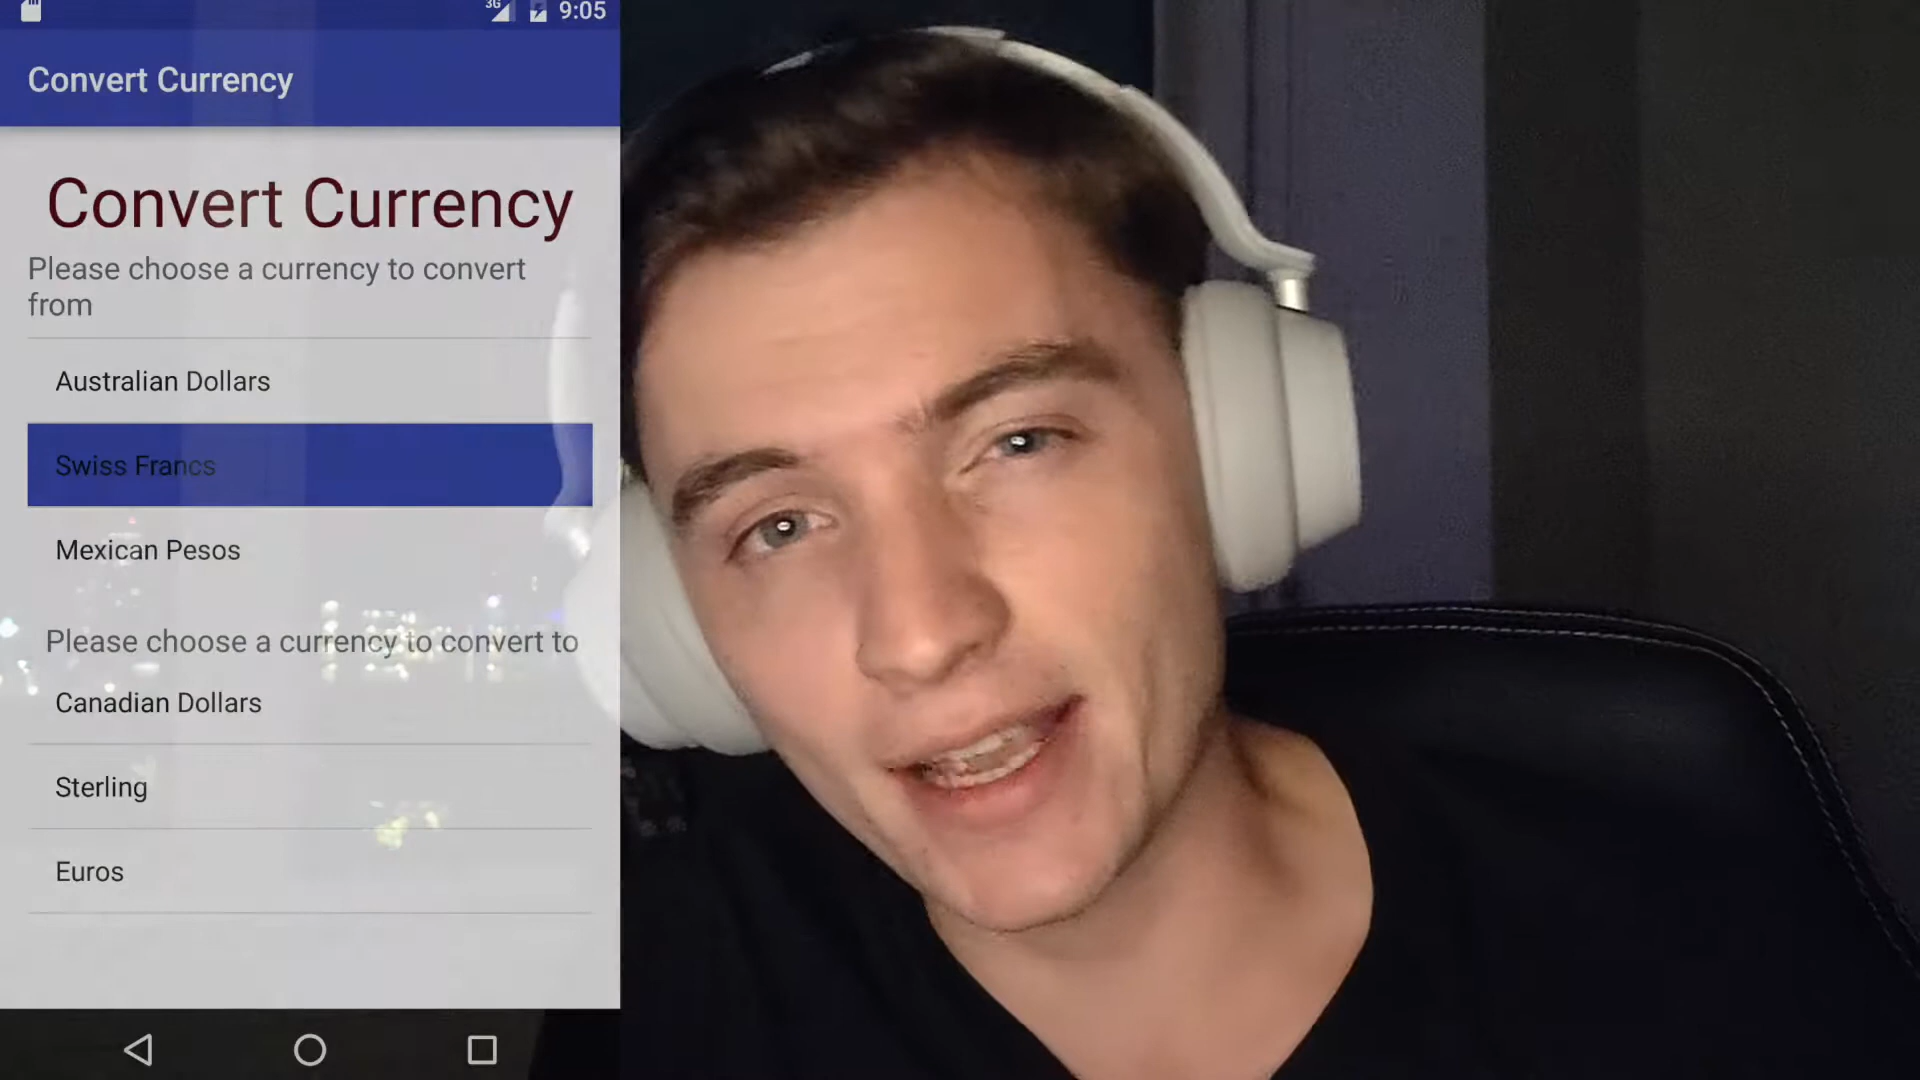 3G 9:05
Convert Currency
Convert Currency
Please choose a currency to convert
from
Australian Dollars
Swiss Francs
Mexican Pesos
Please choose a currency to convert to
Canadian Dollars
Sterling
Euros